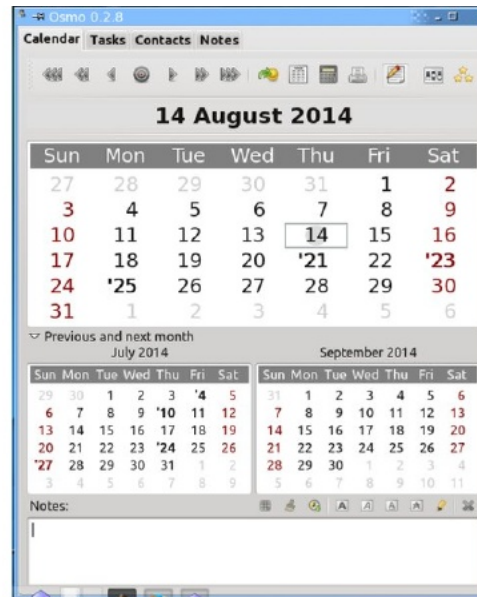 Osmo 0.2.8
Calendar Tasks Contacts Notes
14 August 2014
Sun Mon Tue Wed Thu Fri Sat
27 28 29 30 31 1 2
3 4 5 6 7 8 9
10 11 12 13 14 15 16
17 18 19 20 '21 22 '23
24 '25 26 27 28 29 30
31 1 2 3 4 5 6
Previous and next month
July 2014
Sun Mon Tue Wed Thu Fri Sat
29 30 1 2 3 '4 5
6 7 8 9 '10 11 12
13 14 15 16 17 18 19
20 21 22 23 '24 25 26
'27 28 29 30 31 1 2
3 4 5 6 7 8 9
September 2014
Sun Mon Tue Wed Thu Fri Sat
31 1 2 3 4 5 6
7 8 9 10 11 12 13
14 15 16 17 18 19 20
21 22 23 24 25 26 27
28 29 30 1 2 3 4
5 6 7 8 9 10 11
Notes:
A A A A